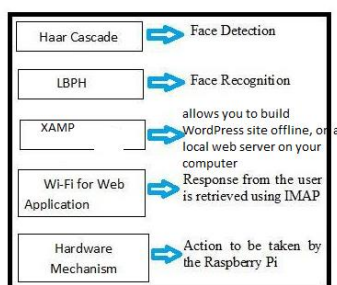 Haar Cascade
Face Detection
LBPH
Face Recognition
XAMP
allows you to build
WordPress site offline, on a
local web server on your
computer
Wi-Fi for Web
Application
Response from the user
is retrieved using IMAP
Hardware
Mechanism
Action to be taken by
the Raspberry Pi